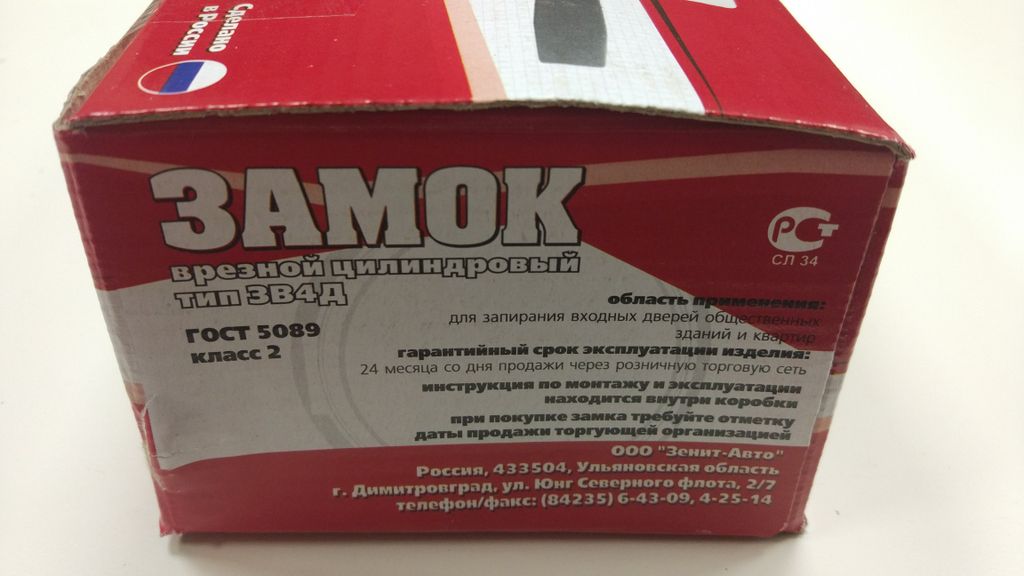 Сделано
в России
ЗАМОК
врезной цилиндровый
тип ЗВ4Д
ГОСТ 5089
класс 2
РСТ
СЛ 34
область применения:
для запирания входных дверей общественных
зданий и квартир
гарантийный срок эксплуатации изделия:
24 месяца со дня продажи через розничную торговую сеть
инструкция по монтажу и эксплуатации
находится внутри коробки
при покупке замка требуйте отметку
даты продажи торгующей организацией
ООО "Зенит-Авто"
Россия, 433504, Ульяновская область
г. Димитровград, ул. Юнг Северного флота, 2/7
телефон/факс: (84235) 6-43-09, 4-25-14